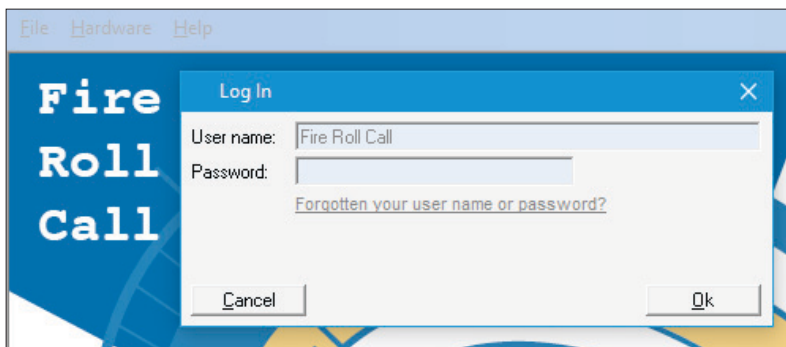 File Hardware Help
Fire
Roll
Call
Log In
User name: Fire Roll Call
Password:
Forgotten your user name or password?
Cancel Ok